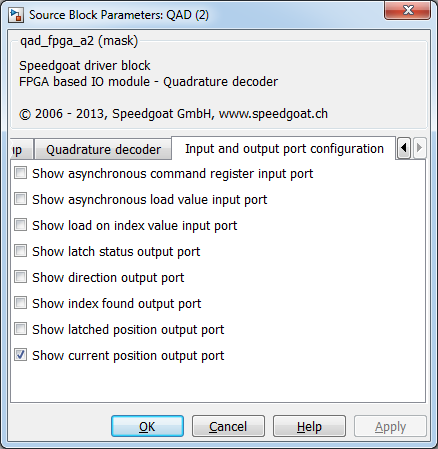 Source Block Parameters: QAD (2)
qad_fpga_a2 (mask)
Speedgoat driver block
FPGA based IO module - Quadrature decoder
© 2006 - 2013, Speedgoat GmbH, www.speedgoat.ch
Quadrature decoder Input and output port configuration
Show asynchronous command register input port
Show asynchronous load value input port
Show load on index value input port
Show latch status output port
Show direction output port
Show index found output port
Show latched position output port
Show current position output port
OK Cancel Help Apply